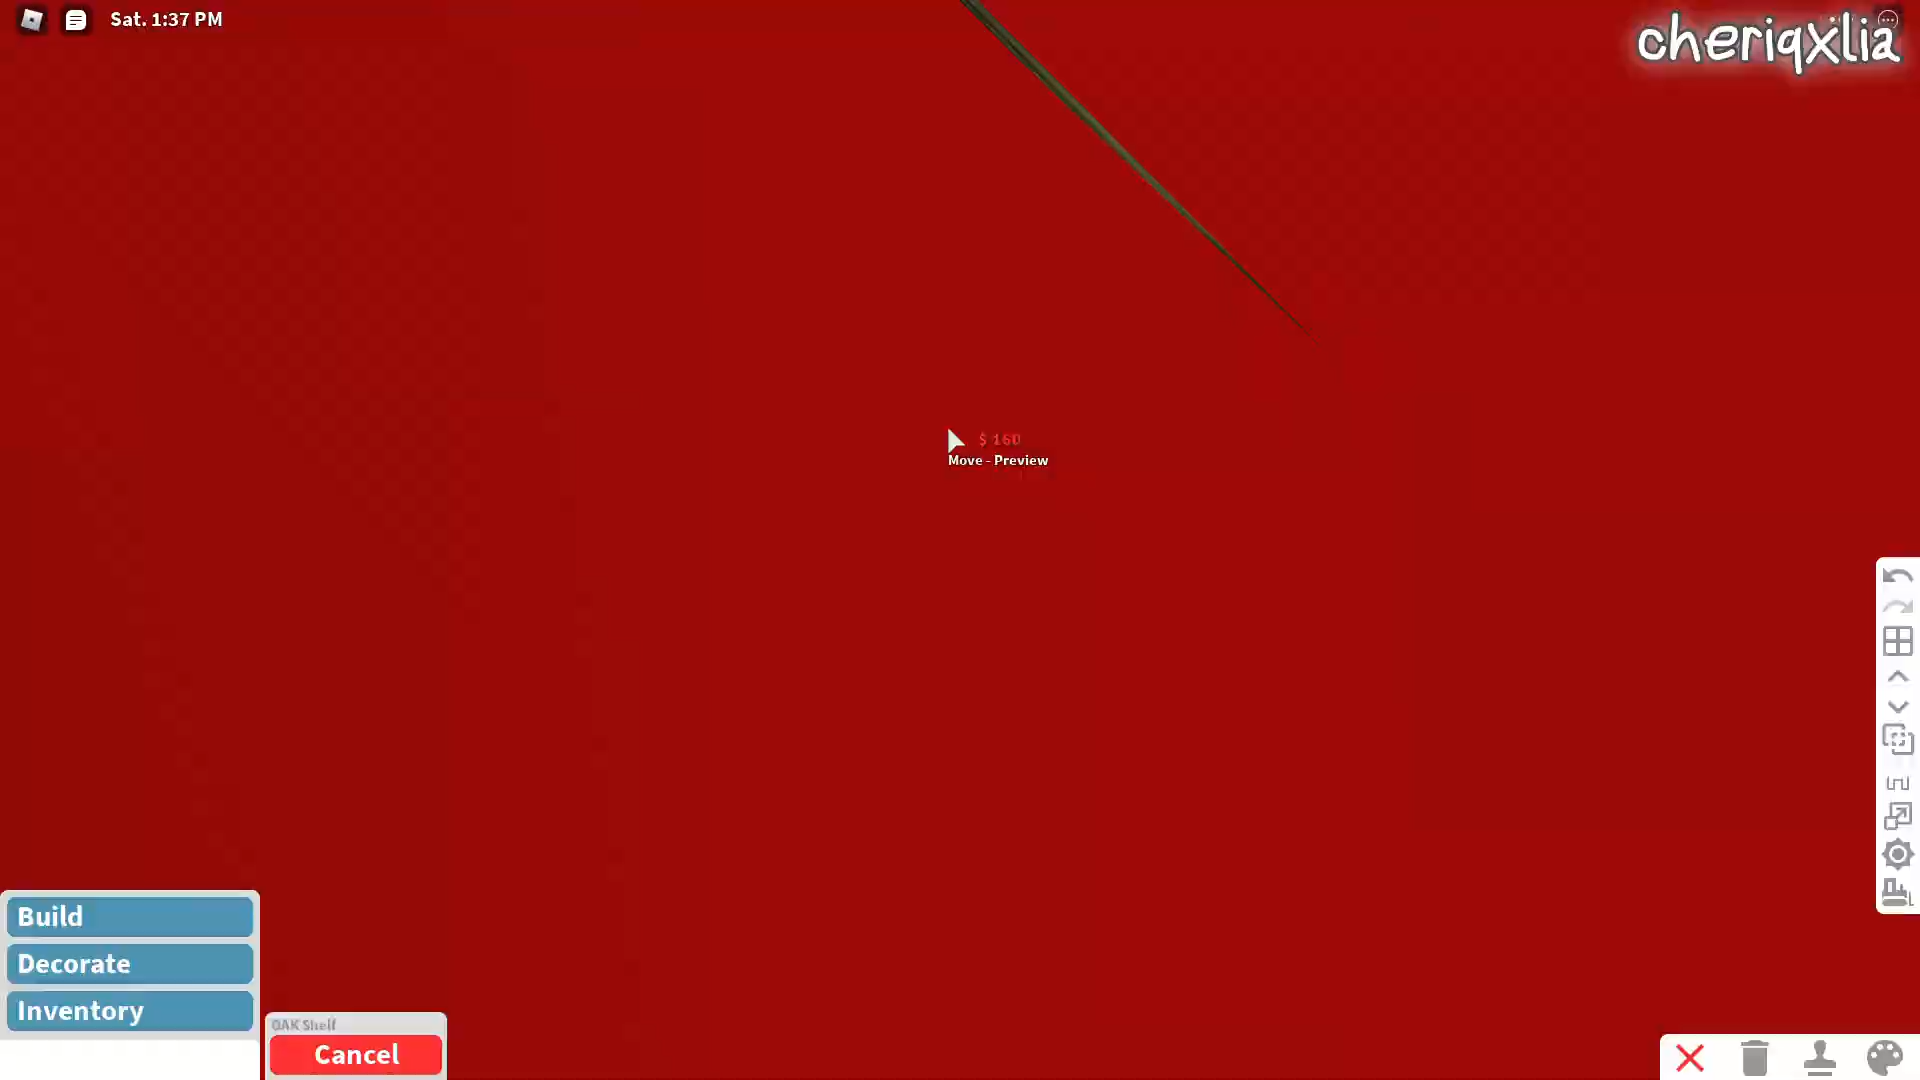 Sat. 1:37 PM
cheriqxlia
$ 160
Move - Preview
Build
Decorate
Inventory
OAK Shelf
Cancel